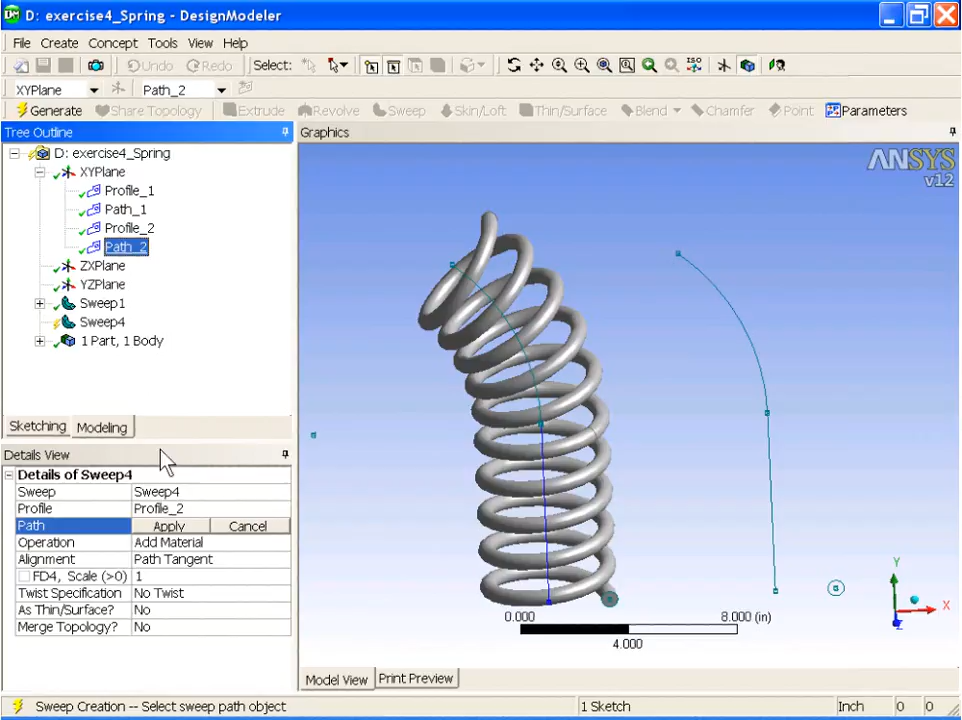 D: exercise4_Spring - DesignModeler
File Create Concept Tools View Help
Undo Redo Select: ISO
XYPlane Path_2
Generate Share Topology Extrude Revolve Sweep Skin/Loft Thin/Surface Blend Chamfer Point Parameters
Tree Outline
D: exercise4_Spring
XYPlane
Profile_1
Path_1
Profile_2
Path_2
ZXPlane
YZPlane
Sweep1
Sweep4
1 Part, 1 Body
Sketching Modeling
Details View
Details of Sweep4
Sweep Sweep4
Profile Profile_2
Path Apply Cancel
Operation Add Material
Alignment Path Tangent
FD4, Scale (>0) 1
Twist Specification No Twist
As Thin/Surface? No
Merge Topology? No
Graphics
ANSYS
v12
0.000 8.000 (in)
4.000
Y
X
Z
Model View Print Preview
Sweep Creation -- Select sweep path object 1 Sketch Inch 0 0